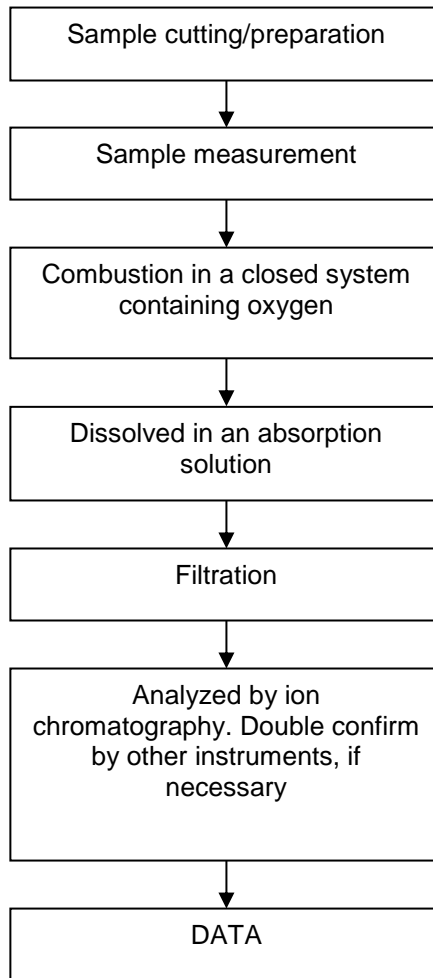 Sample cutting/preparation
Sample measurement
Combustion in a closed system
containing oxygen
Dissolved in an absorption
solution
Filtration
Analyzed by ion
chromatography. Double confirm
by other instruments, if
necessary
DATA